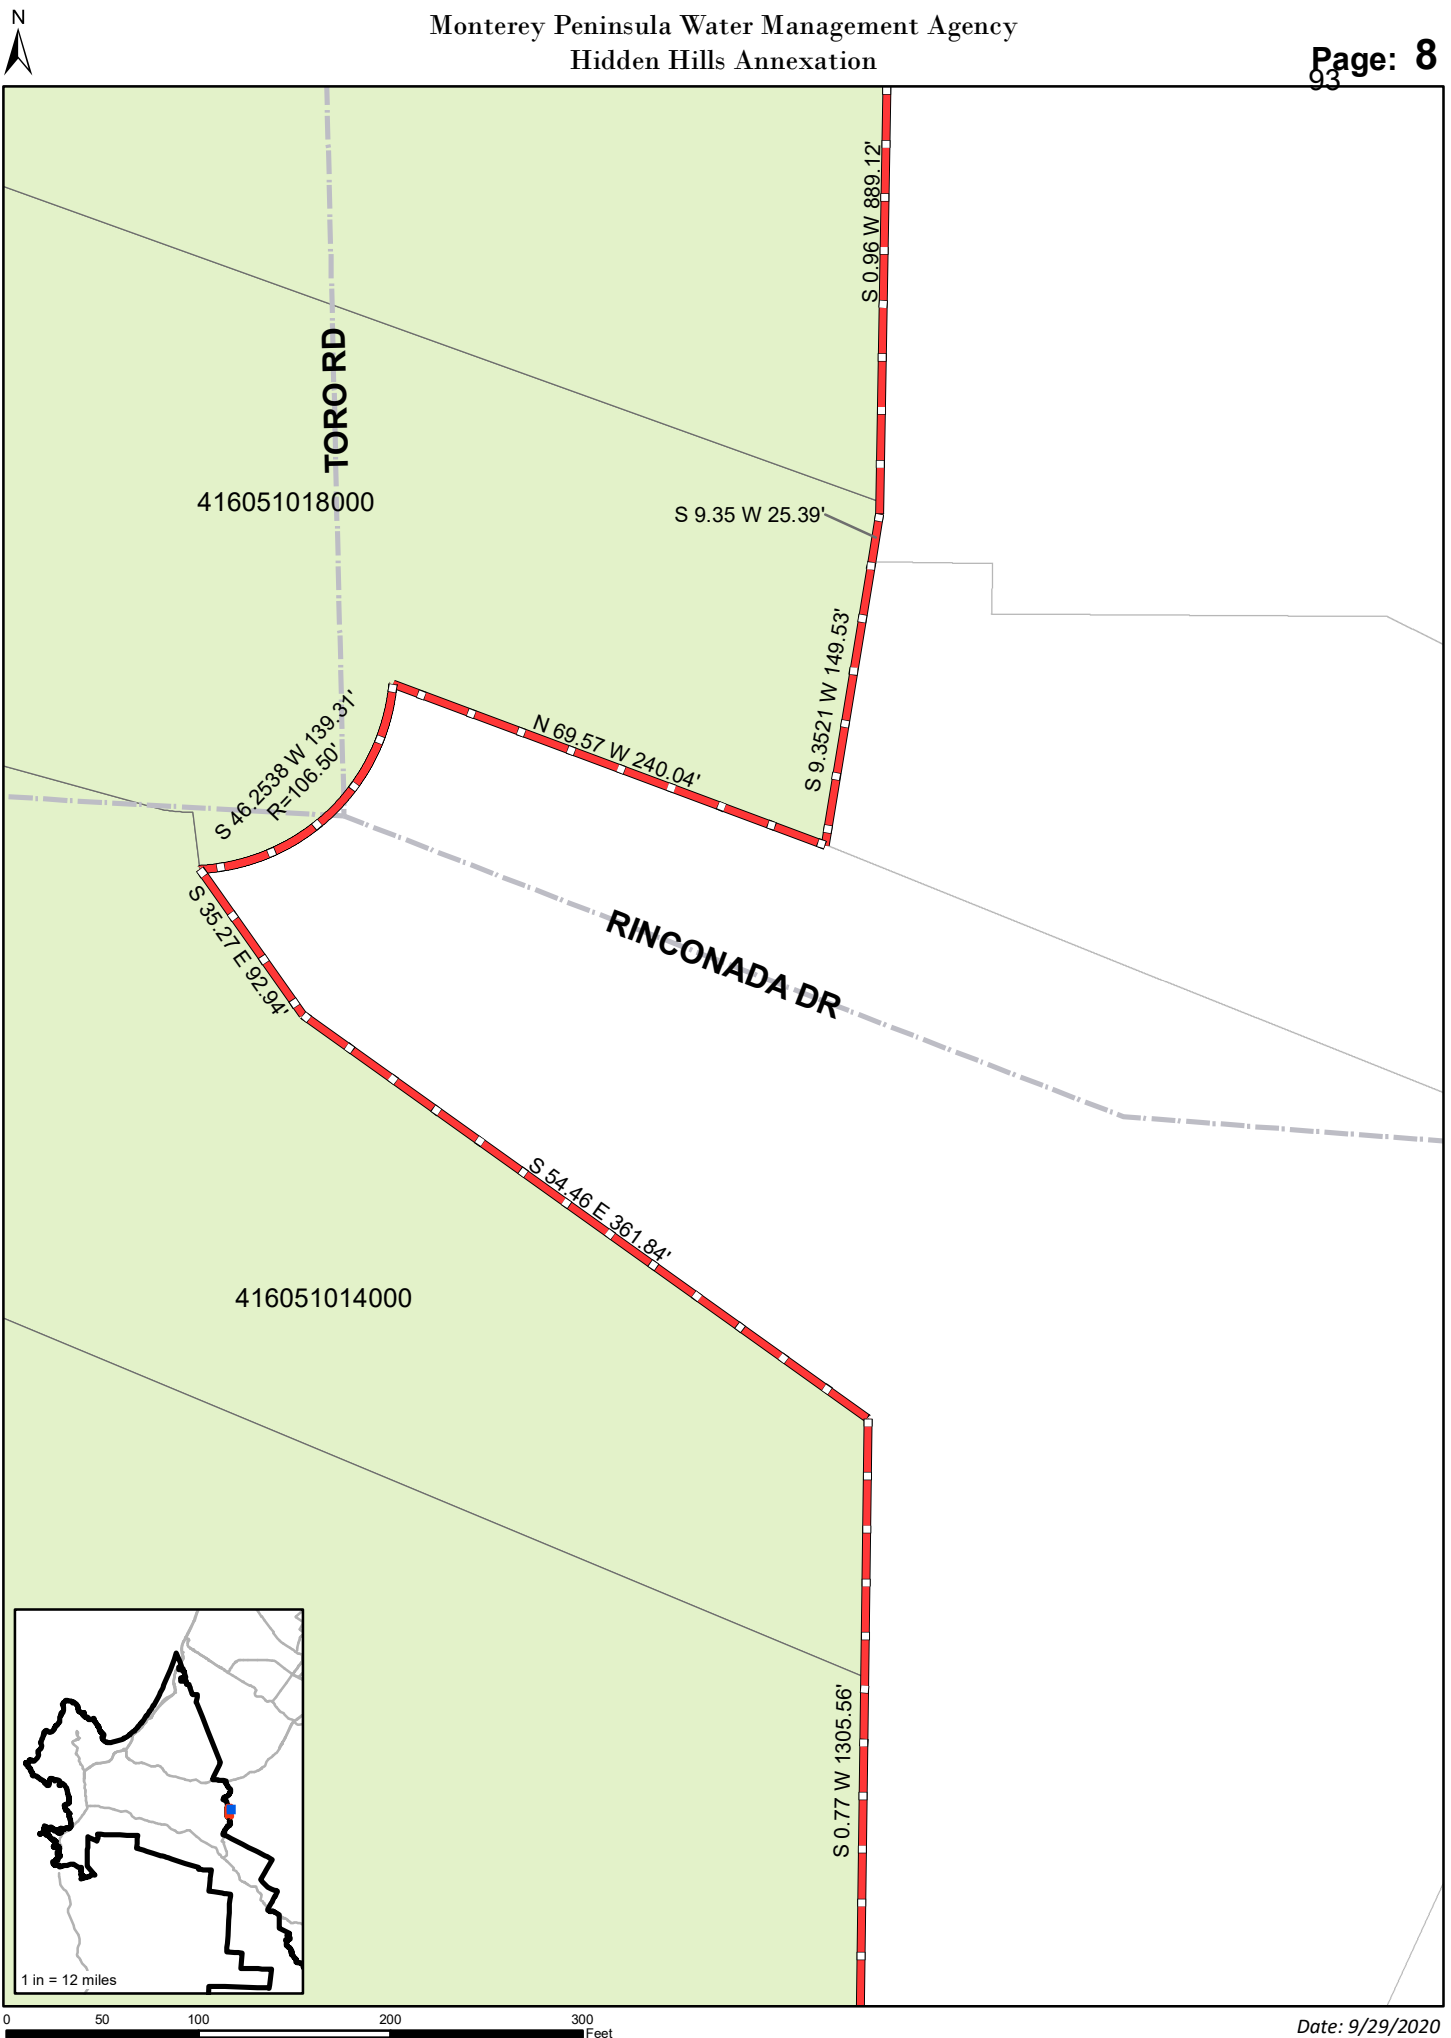 N
Monterey Peninsula Water Management Agency
Hidden Hills Annexation
Page: 8
93
S 0.96 W 889.12'
TORO RD
416051018000
S 9.35 W 25.39'
S 9.3521 W 149.53'
N 69.57 W 240.04'
S 46.2538 W 139.31'
R=106.50'
S 35.27 E 92.94'
RINCONADA DR
S 54.46 E 361.84'
416051014000
S 0.77 W 1305.56'
1 in = 12 miles
0 50 100 200 300
Feet
Date: 9/29/2020